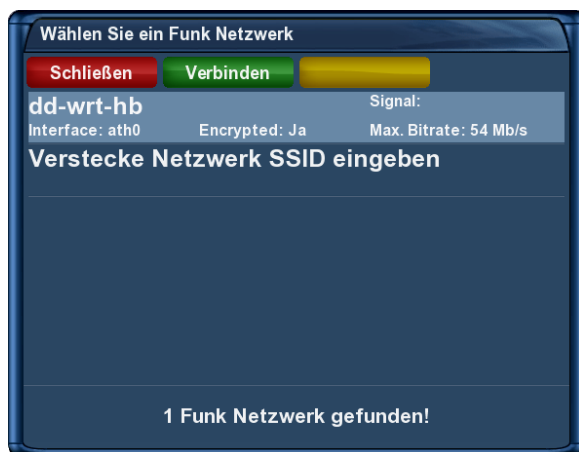 Wählen Sie ein Funk Netzwerk
Schließen Verbinden
dd-wrt-hb Signal:
Interface: ath0 Encrypted: Ja Max. Bitrate: 54 Mb/s
Verstecke Netzwerk SSID eingeben
1 Funk Netzwerk gefunden!